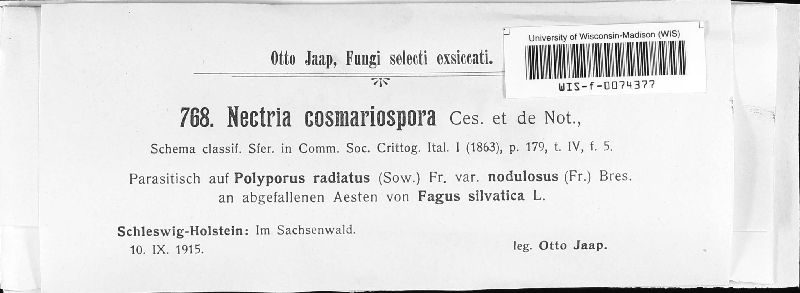 Otto Jaap, Fungi selecti exsiccati.
University of Wisconsin-Madison (WIS)
WIS-f-0074377
768. Nectria cosmariospora Ces. et de Not.,
Schema classif. Sfer. in Comm. Soc. Crittog. Ital. I (1863), p. 179, t. IV, f. 5.
Parasitisch auf Polyporus radiatus (Sow.) Fr. var. nodulosus (Fr.) Bres.
an abgefallenen Aesten von Fagus silvatica L.
Schleswig-Holstein: Im Sachsenwald.
10. IX. 1915.
leg. Otto Jaap.